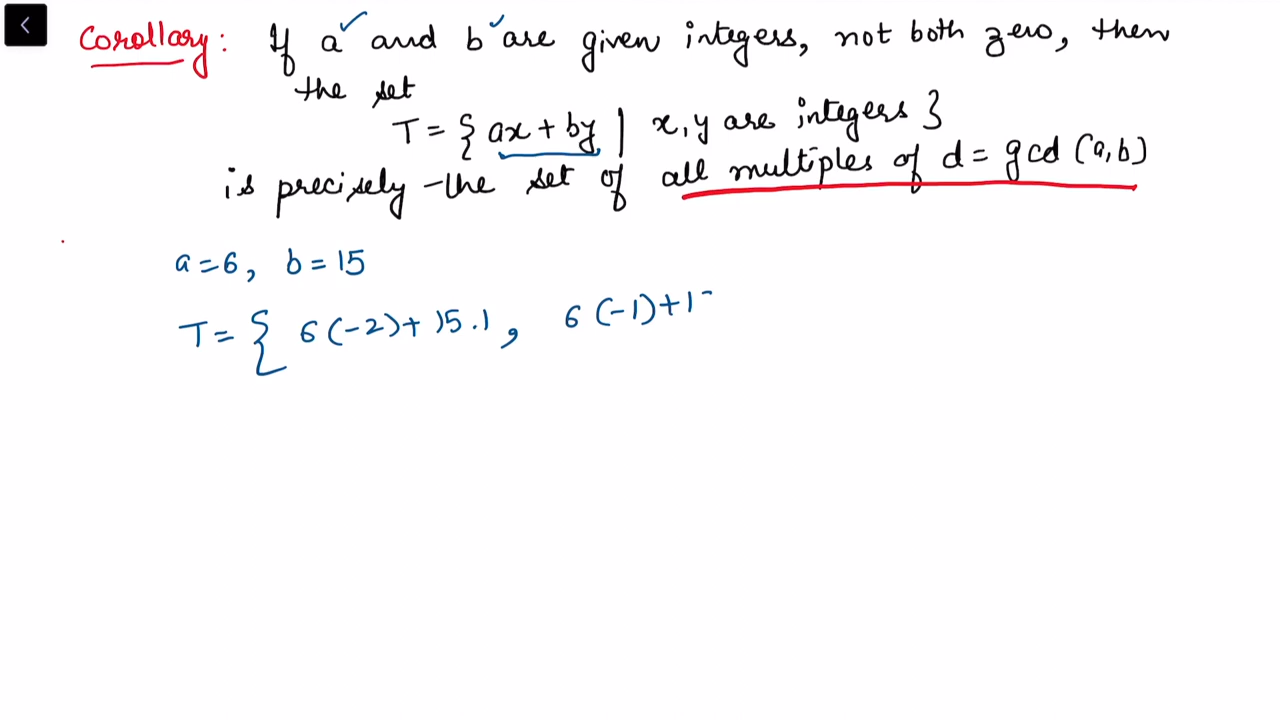 Corollary: If a and b are given integers, not both zero, then
the set
T = { ax + by | x, y are integers }
is precisely the set of all multiples of d = gcd (a, b)
a = 6, b = 15
T = { 6(-2) + 15.1, 6(-1) + 1